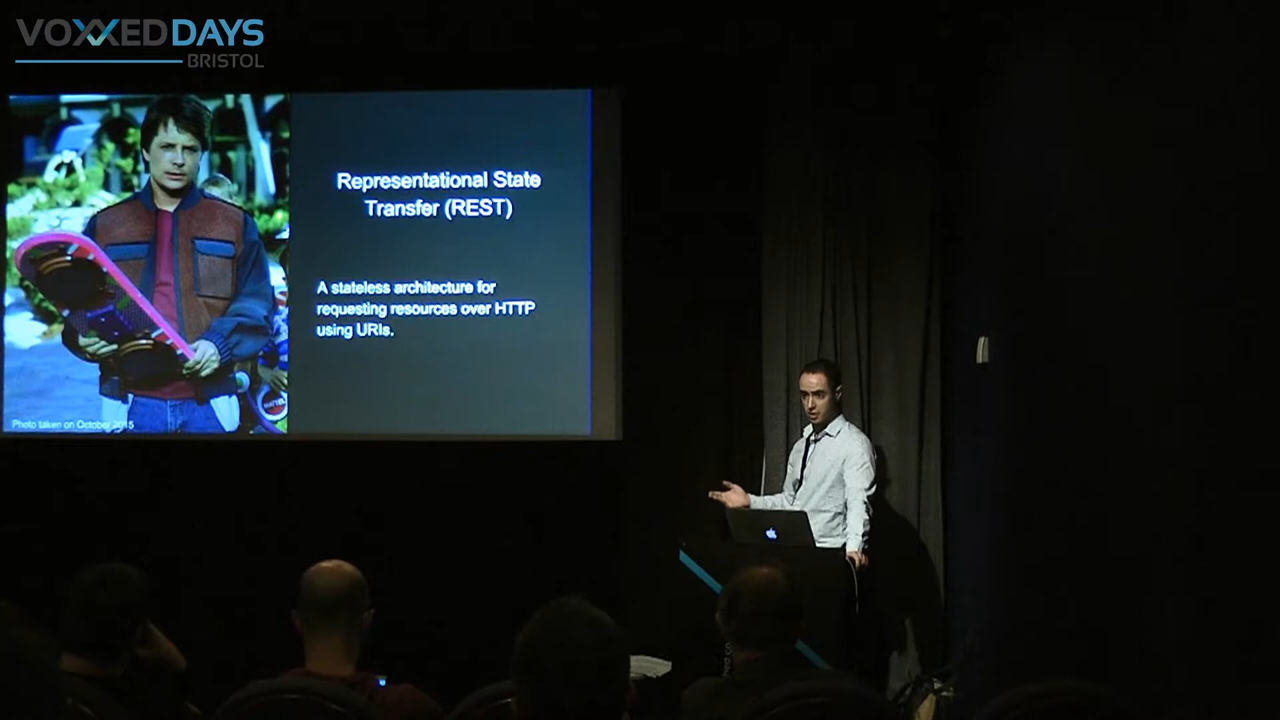 VOXXEDDAYS
BRISTOL
Representational State
Transfer (REST)
A stateless architecture for
requesting resources over HTTP
using URIs.
Photo taken on October 2015